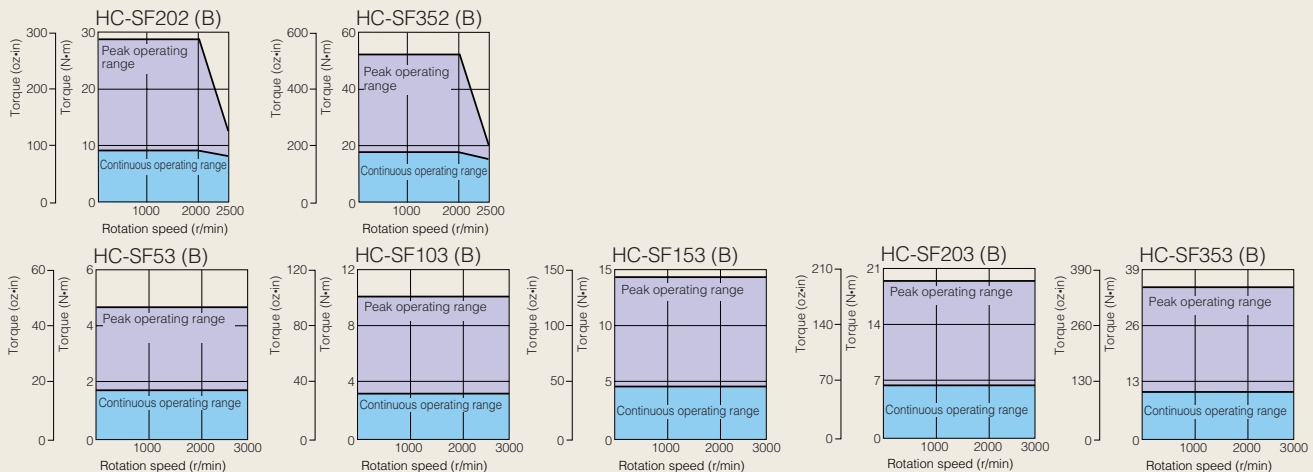 HC-SF202 (B)
Torque (oz•in)
300
200
100
0
Torque (N•m)
30
20
10
0
Peak operating
range
Continuous operating range
1000
2000
2500
Rotation speed (r/min)
HC-SF352 (B)
Torque (oz•in)
600
400
200
0
Torque (N•m)
60
40
20
0
Peak operating
range
Continuous operating range
1000
2000
2500
Rotation speed (r/min)
HC-SF53 (B)
Torque (oz•in)
60
40
20
0
Torque (N•m)
6
4
2
0
Peak operating range
Continuous operating range
1000
2000
3000
Rotation speed (r/min)
HC-SF103 (B)
Torque (oz•in)
120
80
40
0
Torque (N•m)
12
8
4
0
Peak operating range
Continuous operating range
1000
2000
3000
Rotation speed (r/min)
HC-SF153 (B)
Torque (oz•in)
150
100
50
0
Torque (N•m)
15
10
5
0
Peak operating range
Continuous operating range
1000
2000
3000
Rotation speed (r/min)
HC-SF203 (B)
Torque (oz•in)
210
140
70
0
Torque (N•m)
21
14
7
0
Peak operating range
Continuous operating range
1000
2000
3000
Rotation speed (r/min)
HC-SF353 (B)
Torque (oz•in)
390
260
130
0
Torque (N•m)
39
26
13
0
Peak operating range
Continuous operating range
1000
2000
3000
Rotation speed (r/min)